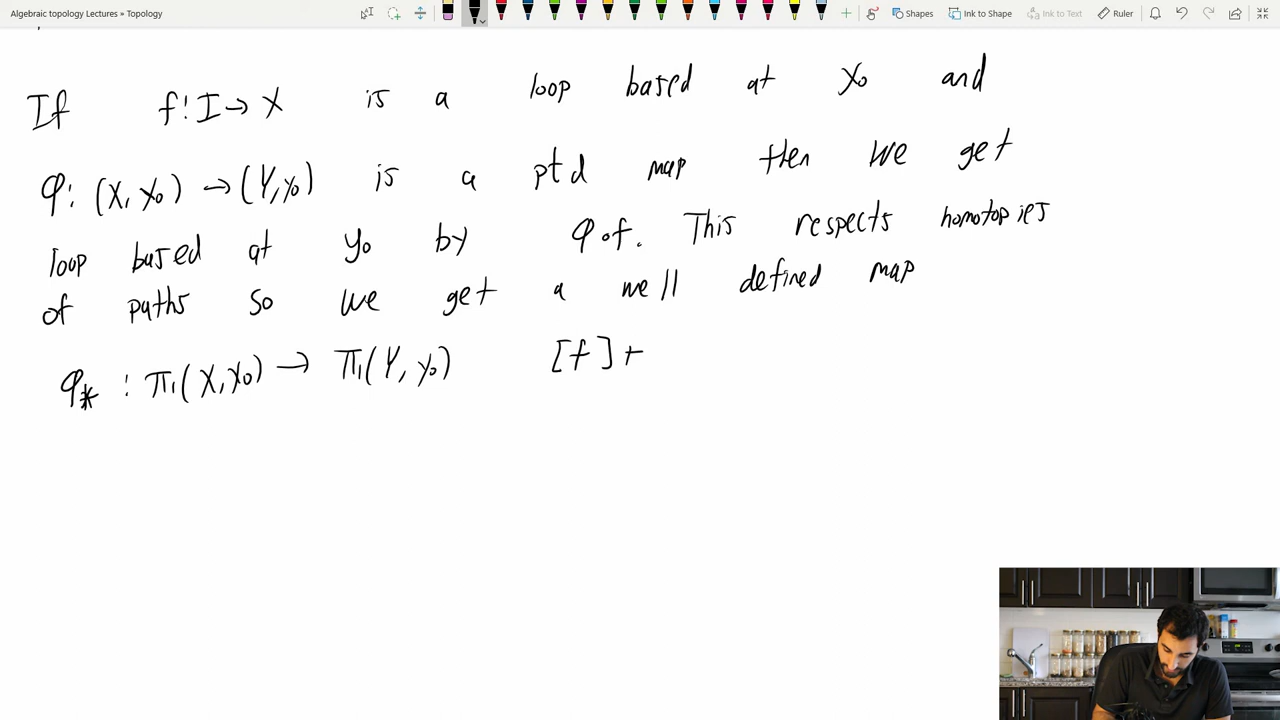 Algebraic topology Lectures » Topology
Shapes Ink to Shape Ink to Text Ruler
If f: I → X is a loop based at x₀ and
φ: (X, x₀) → (Y, y₀) is a ptd map then we get
loop based at y₀ by φ∘f. This respects homotopies
of paths so we get a well defined map
φ_* : π₁(X, x₀) → π₁(Y, y₀) [f] +